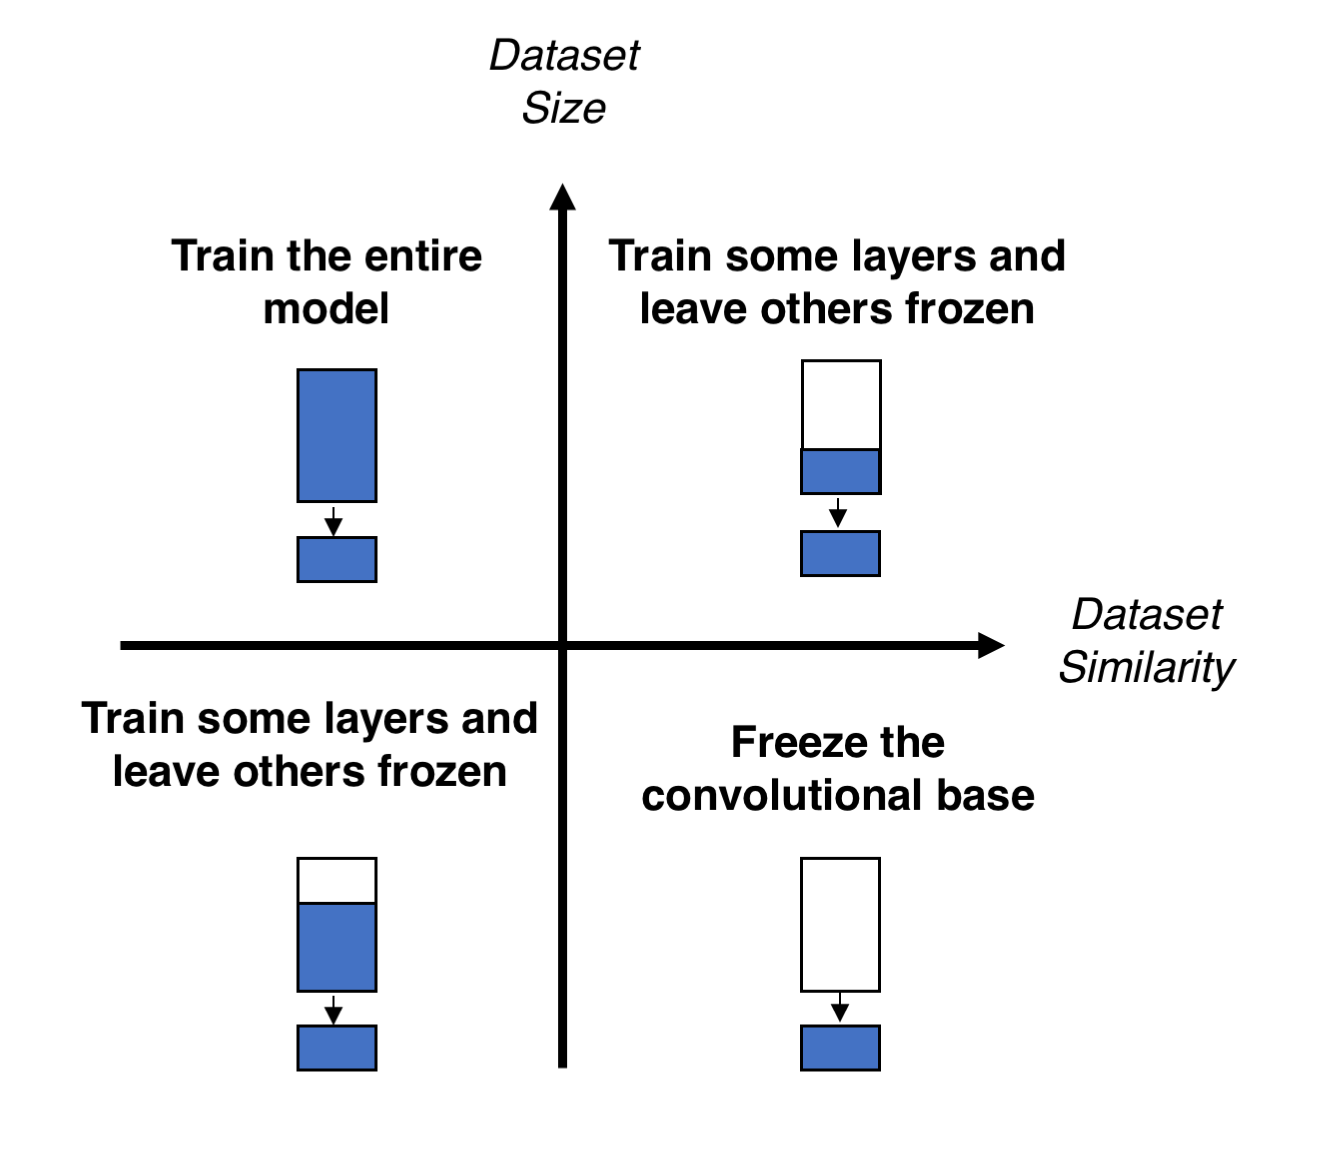 Dataset
Size
Train the entire
model
Train some layers and
leave others frozen
Dataset
Similarity
Train some layers and
leave others frozen
Freeze the
convolutional base